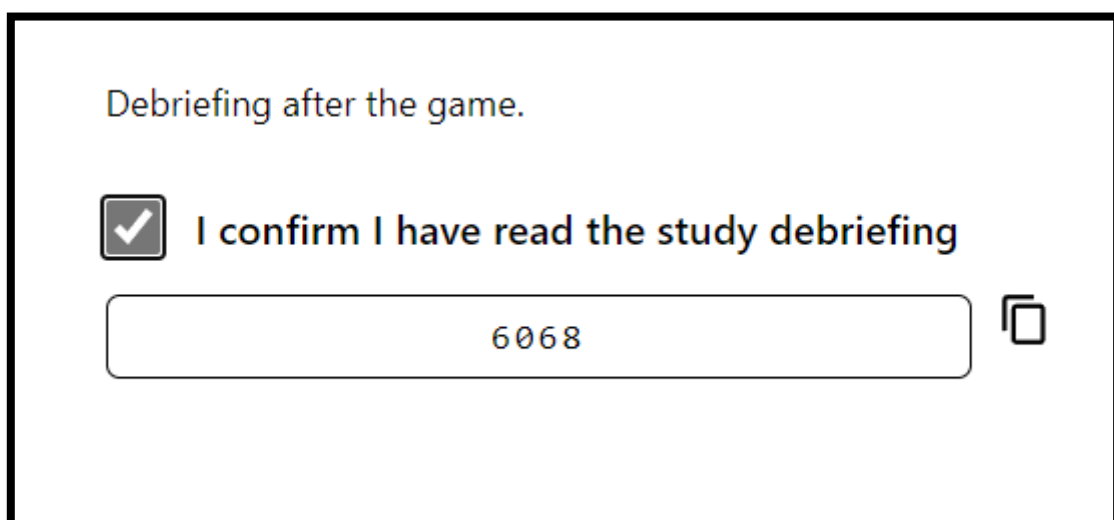 Debriefing after the game.
I confirm I have read the study debriefing
6068